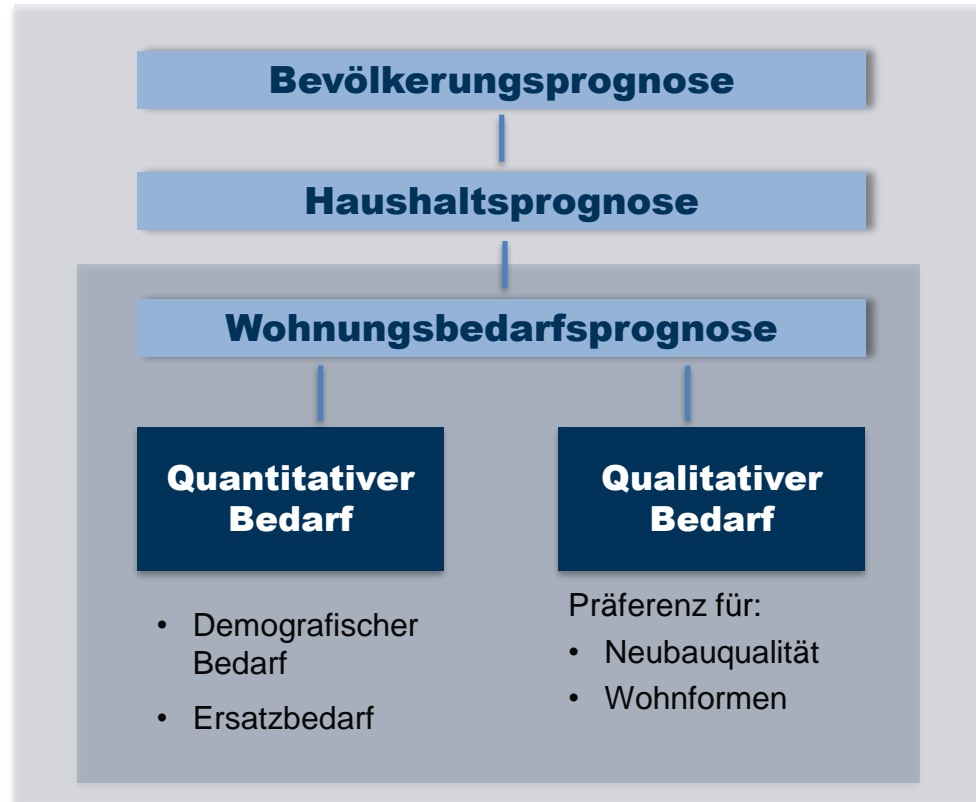 Bevölkerungsprognose
Haushaltsprognose
Wohnungsbedarfsprognose
Quantitativer
Bedarf
• Demografischer
Bedarf
• Ersatzbedarf
Qualitativer
Bedarf
Präferenz für:
• Neubauqualität
• Wohnformen